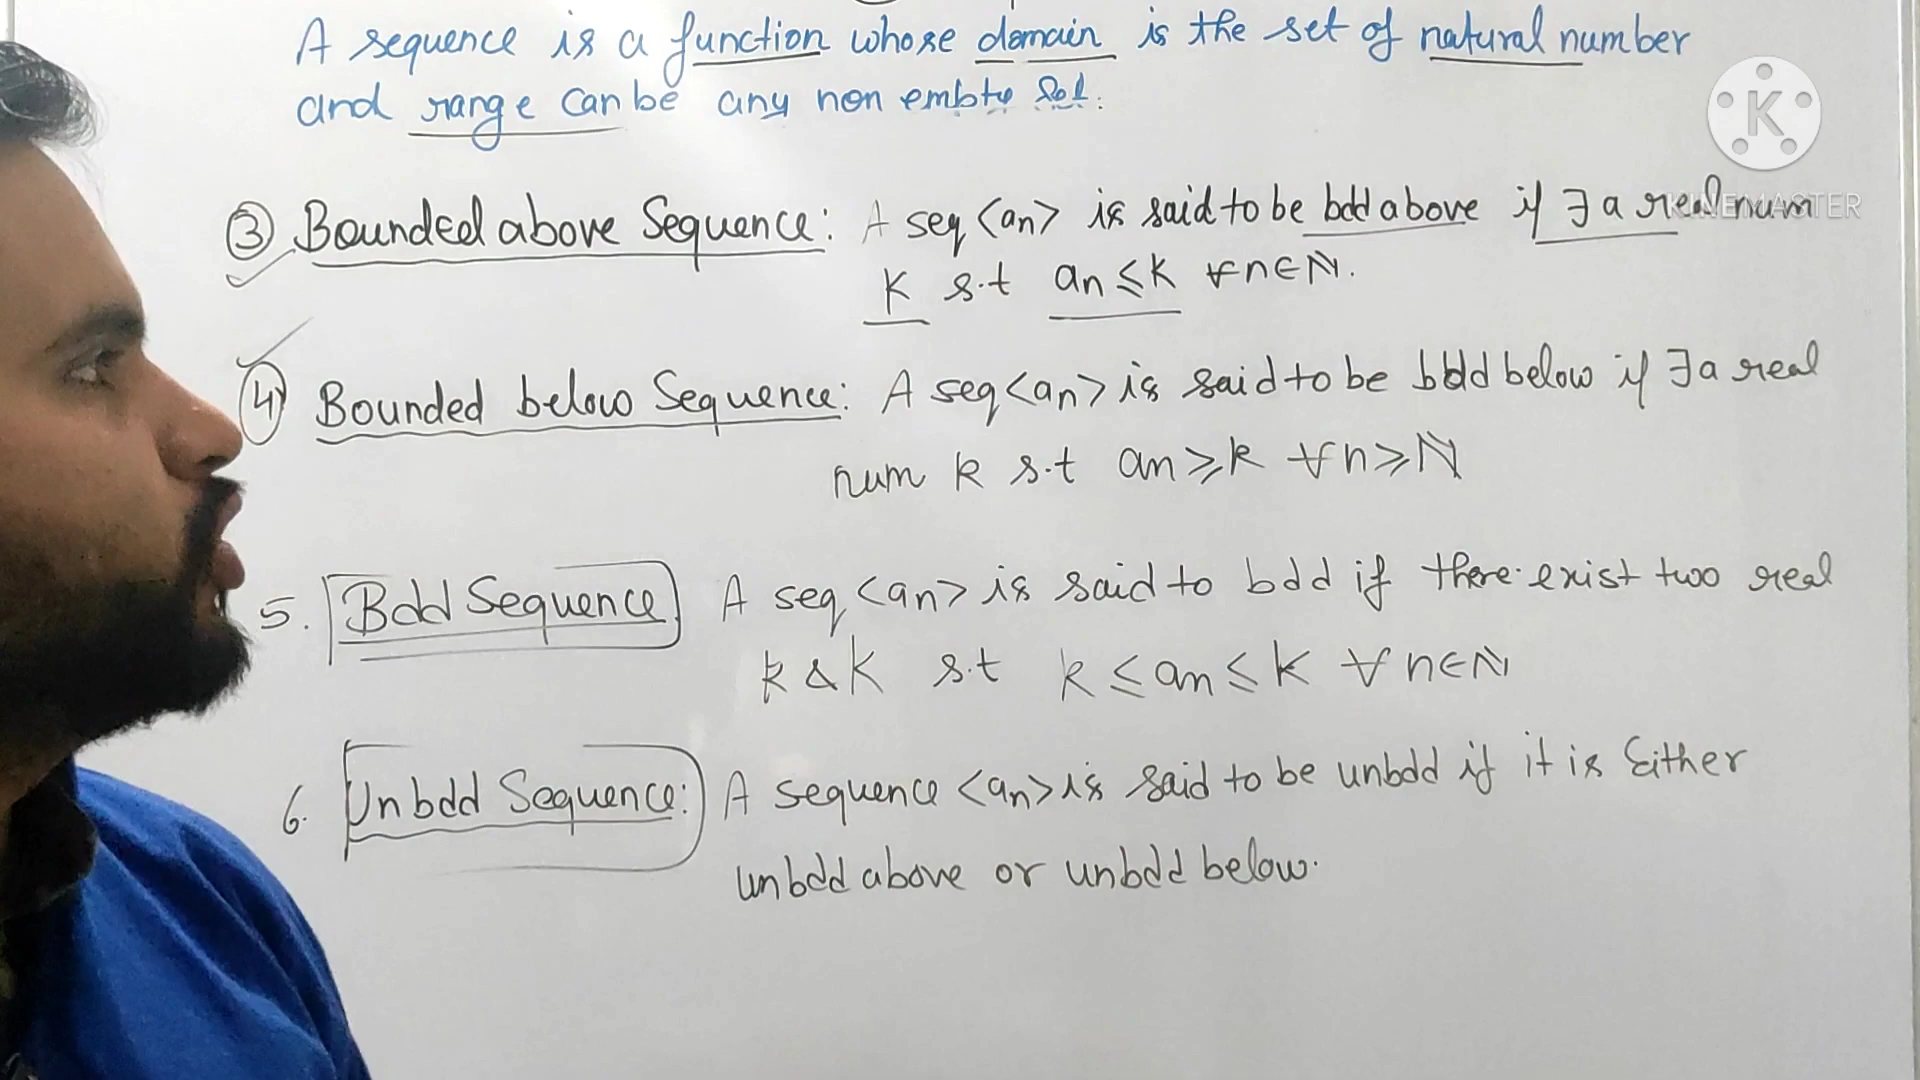 A sequence is a function whose domain is the set of natural number
and range can be any non embty Set.
K
KINEMASTER
③ Bounded above Sequence: A seq <an> is said to be bdd above if ∃ a real num
K s.t an ≤ K ∀ n ∈ N.
④ Bounded below Sequence: A seq <an> is said to be bdd below if ∃ a real
num k s.t an ⩾ k ∀ n ⩾ N
5. Bdd Sequence A seq <an> is said to bdd if there exist two real
k & K s.t k ≤ an ≤ K ∀ n ∈ N
6. Unbdd Sequence: A sequence <an> is said to be unbdd if it is Either
unbdd above or unbdd below.